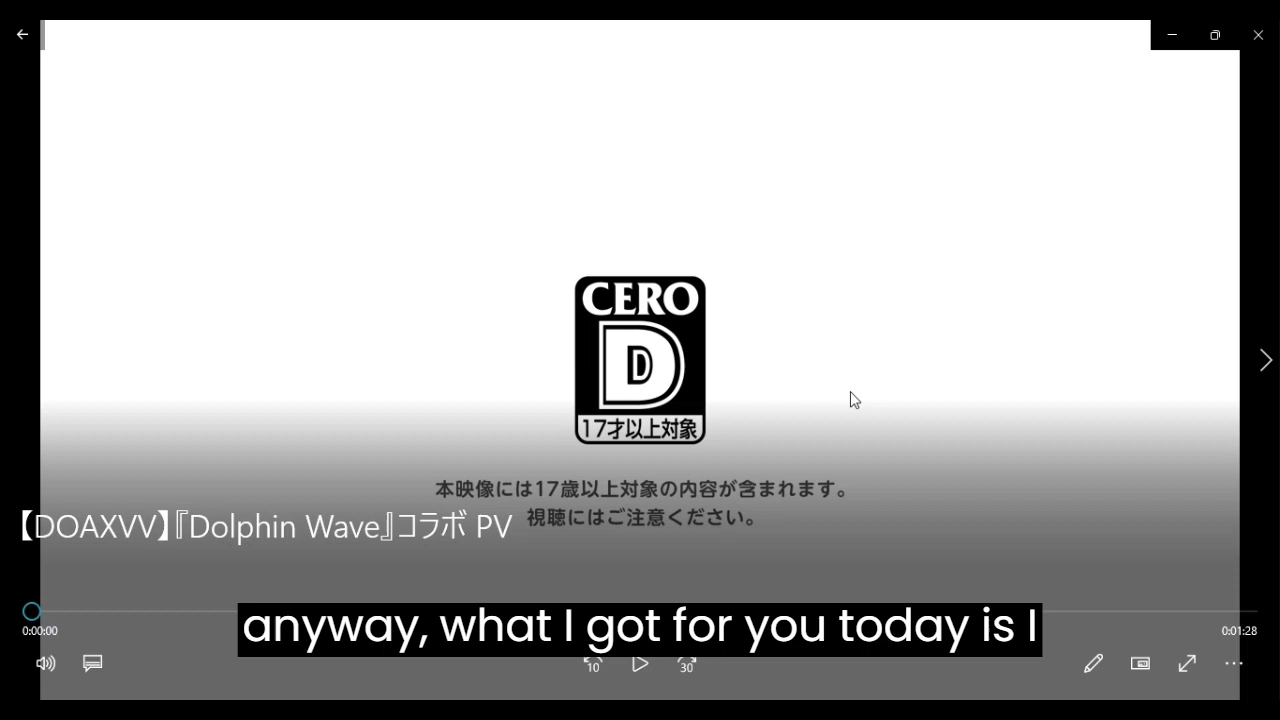 CERO
D
17才以上対象
本映像には17歳以上対象の内容が含まれます。
視聴にはご注意ください。
【DOAXVV】『Dolphin Wave』コラボ PV
anyway, what I got for you today is I
0:00:00
0:01:28
10
30